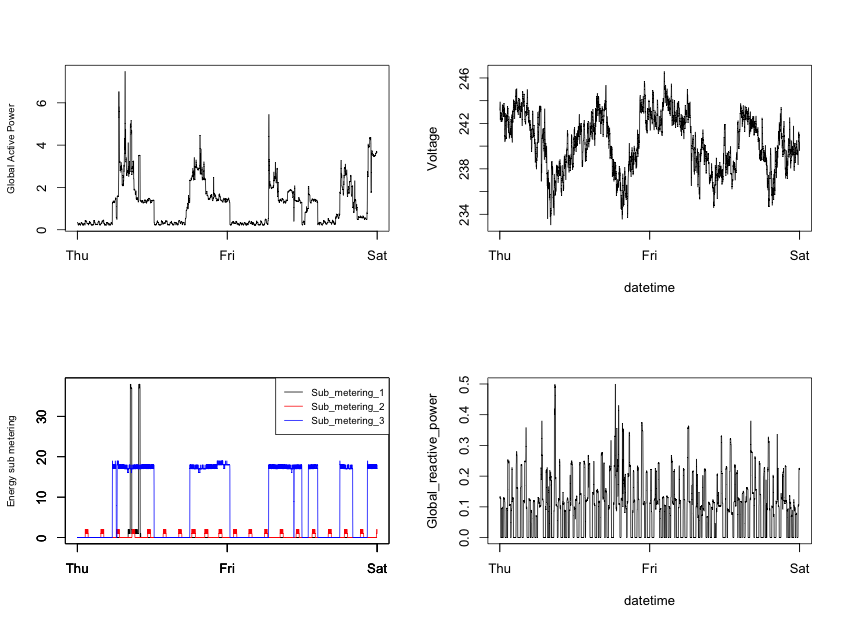 Global Active Power
6
4
2
0
Thu Fri Sat
Voltage
246
242
238
234
Thu Fri Sat
datetime
Energy sub metering
30
20
10
0
Sub_metering_1
Sub_metering_2
Sub_metering_3
Thu Fri Sat
Global_reactive_power
0.5
0.4
0.3
0.2
0.1
0.0
Thu Fri Sat
datetime